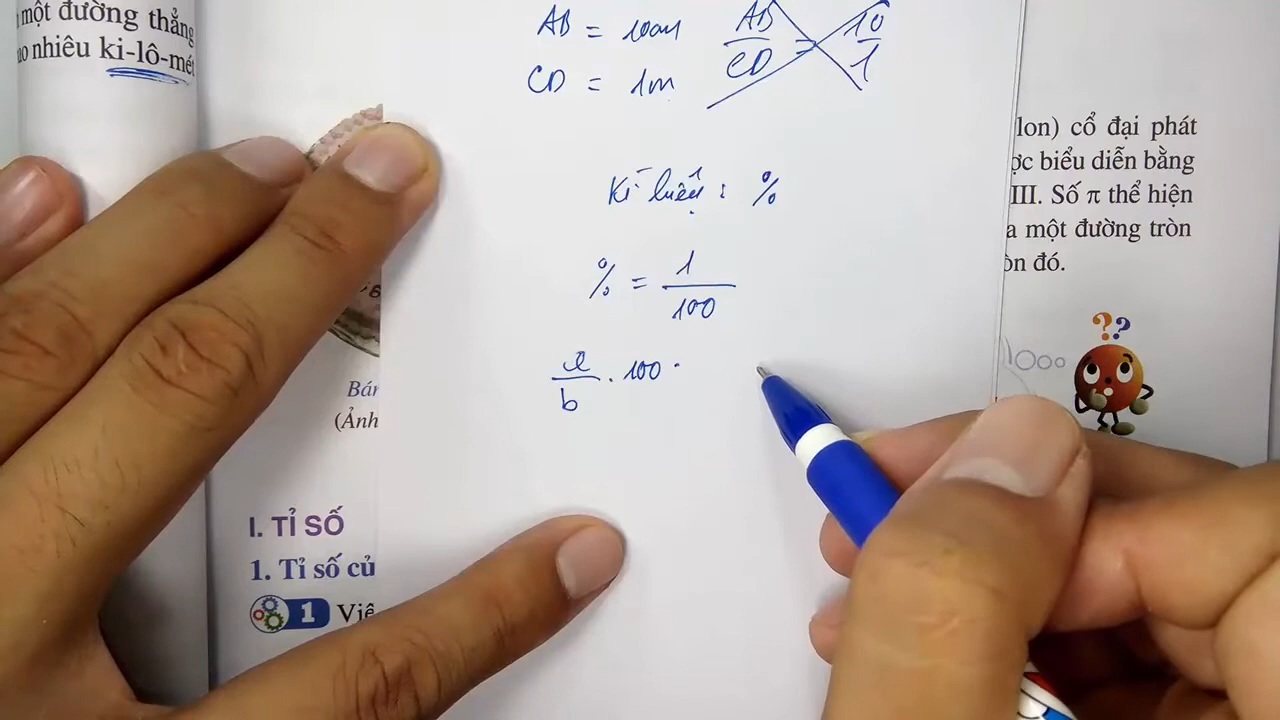 một đường thẳng
nhiêu ki-lô-mét
AB = 10cm
CD = 1m
AB/CD = 10/1
Kí hiệu : %
% = 1/100
a/b . 100 .
lon) cổ đại phát
ợc biểu diễn bằng
III. Số π thể hiện
a một đường tròn
òn đó.
??
Bán
(Ảnh
I. TỈ SỐ
1. Tỉ số củ
1 Viê